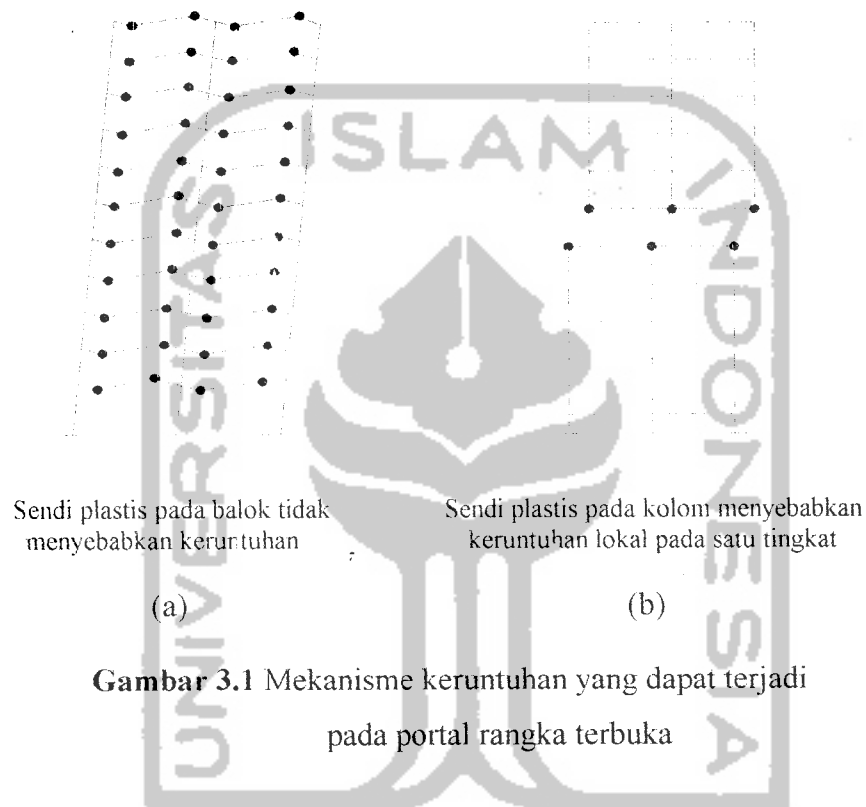 ISLAM
UNIVERSITAS
INDONESIA
Sendi plastis pada balok tidak
menyebabkan keruntuhan
(a)
Sendi plastis pada kolom menyebabkan
keruntuhan lokal pada satu tingkat
(b)
Gambar 3.1 Mekanisme keruntuhan yang dapat terjadi
pada portal rangka terbuka